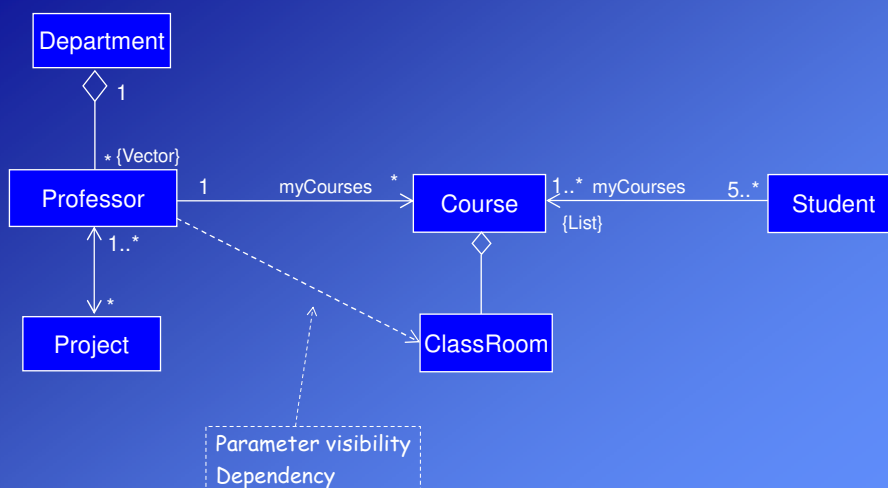 Department
1
* {Vector}
Professor
1
myCourses
*
Course
1..* myCourses
5..*
{List}
Student
1..*
*
Project
ClassRoom
Parameter visibility
Dependency